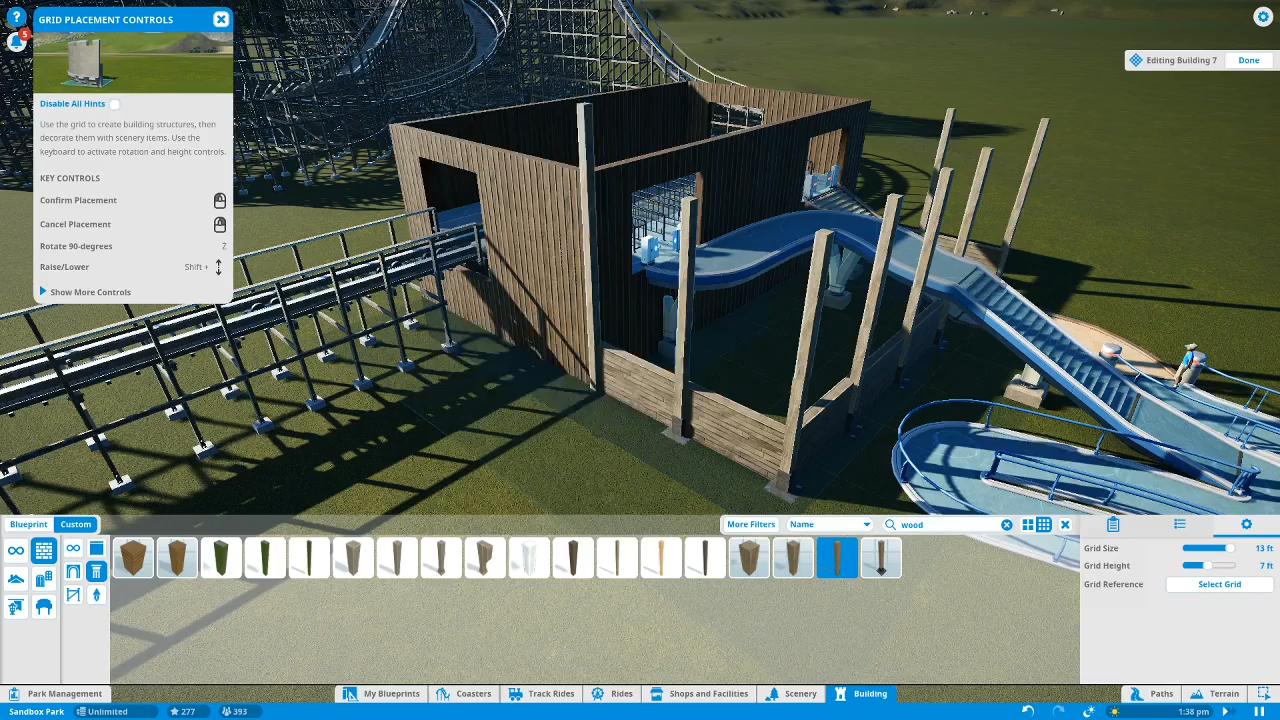 ?
5
GRID PLACEMENT CONTROLS
Disable All Hints
Use the grid to create building structures, then
decorate them with scenery items. Use the
keyboard to activate rotation and height controls.
KEY CONTROLS
Confirm Placement
Cancel Placement
Rotate 90-degrees Z
Raise/Lower Shift +
Show More Controls
Editing Building 7 Done
Blueprint Custom
More Filters Name wood
Grid Size 13 ft
Grid Height 7 ft
Grid Reference Select Grid
Park Management My Blueprints Coasters Track Rides Rides Shops and Facilities Scenery Building Paths Terrain
Sandbox Park Unlimited 277 393 1:38 pm